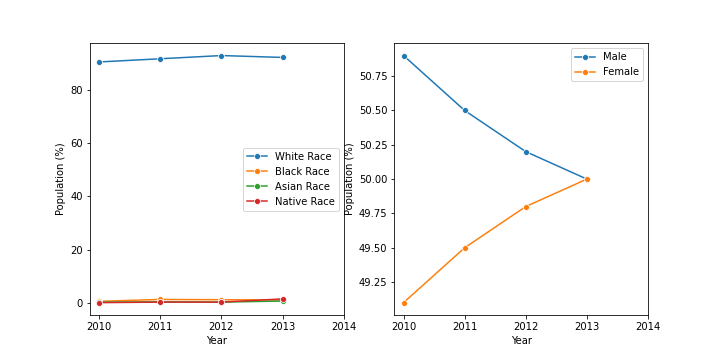 Population (%)
80
60
40
20
0
2010 2011 2012 2013 2014
Year
White Race
Black Race
Asian Race
Native Race
Population (%)
50.75
50.50
50.25
50.00
49.75
49.50
49.25
2010 2011 2012 2013 2014
Year
Male
Female